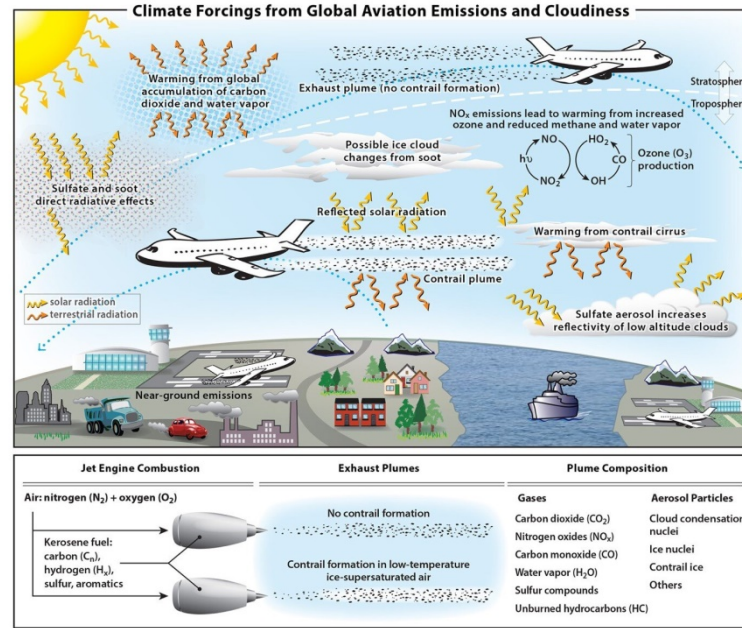 Climate Forcings from Global Aviation Emissions and Cloudiness
Warming from global
accumulation of carbon
dioxide and water vapor
Exhaust plume (no contrail formation)
Stratosphere
Troposphere
NOx emissions lead to warming from increased
ozone and reduced methane and water vapor
Possible ice cloud
changes from soot
NO
HO2
hυ
CO
NO2
OH
Ozone (O3)
production
Sulfate and soot
direct radiative effects
Reflected solar radiation
Warming from contrail cirrus
Contrail plume
solar radiation
terrestrial radiation
Sulfate aerosol increases
reflectivity of low altitude clouds
Near-ground emissions
Jet Engine Combustion
Air: nitrogen (N2) + oxygen (O2)
Kerosene fuel:
carbon (Cn),
hydrogen (Hx),
sulfur, aromatics
Exhaust Plumes
No contrail formation
Contrail formation in low-temperature
ice-supersaturated air
Plume Composition
Gases
Carbon dioxide (CO2)
Nitrogen oxides (NOx)
Carbon monoxide (CO)
Water vapor (H2O)
Sulfur compounds
Unburned hydrocarbons (HC)
Aerosol Particles
Cloud condensation
nuclei
Ice nuclei
Contrail ice
Others